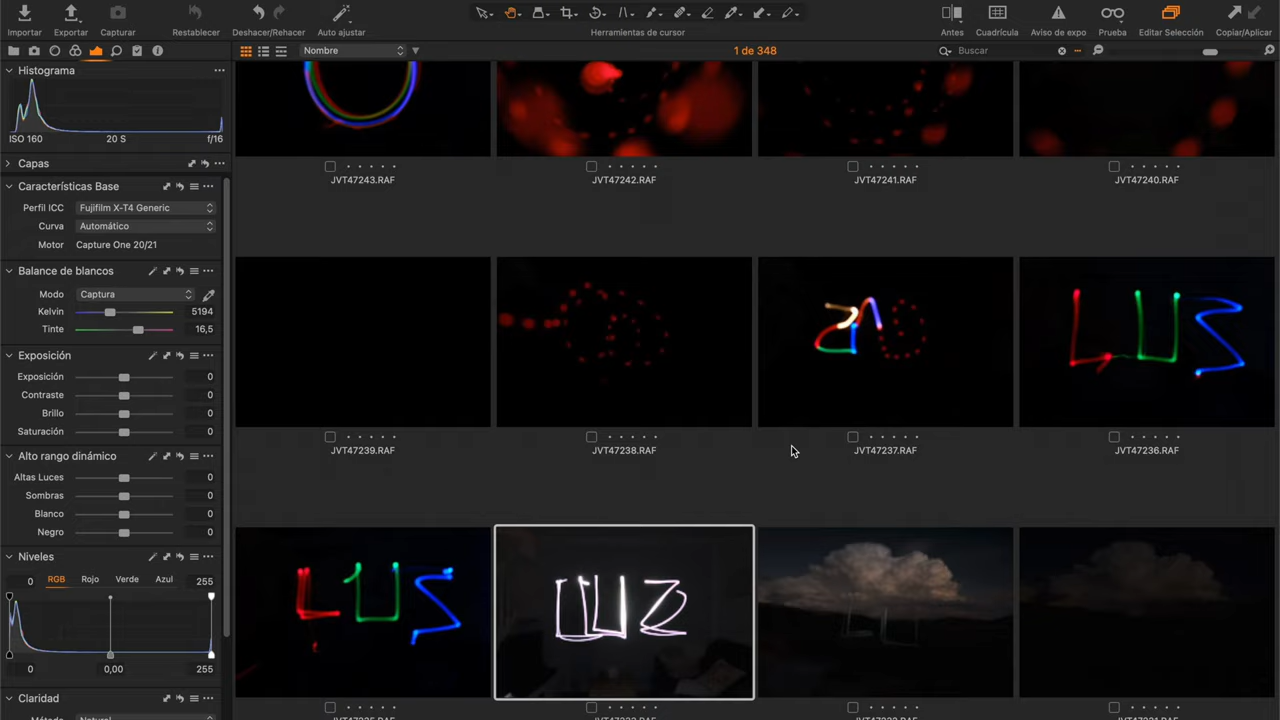 Importar Exportar Capturar Restablecer Deshacer/Rehacer Auto ajustar Herramientas de cursor Antes Cuadrícula Aviso de expo Prueba Editar Selección Copiar/Aplicar
Nombre 1 de 348 Buscar
Histograma
ISO 160 20 S f/16
Capas
Características Base
Perfil ICC Fujifilm X-T4 Generic
Curva Automático
Motor Capture One 20/21
Balance de blancos
Modo Captura
Kelvin 5194
Tinte 16,5
Exposición
Exposición 0
Contraste 0
Brillo 0
Saturación 0
Alto rango dinámico
Altas Luces 0
Sombras 0
Blanco 0
Negro 0
Niveles
0 RGB Rojo Verde Azul 255
0 0,00 255
Claridad
JVT47243.RAF JVT47242.RAF JVT47241.RAF JVT47240.RAF
JVT47239.RAF JVT47238.RAF JVT47237.RAF JVT47236.RAF
LUS
LUS